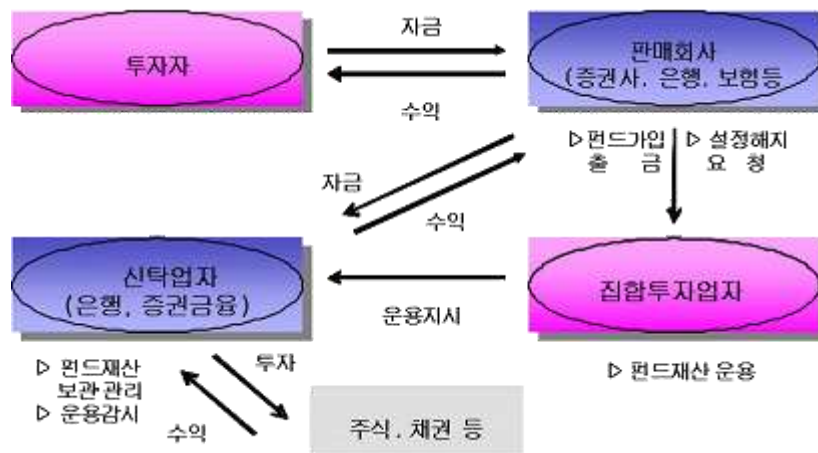 자금
투자자
판매회사
(증권사, 은행, 보험등
수익
▷펀드가입 ▷ 설정해지
출 금 요 청
자금
수익
신탁업자
(은행, 증권금융)
집합투자업자
운용지시
▷ 펀드재산
보관·관리
▷ 운용감시
투자
▷ 펀드재산 운용
수익
주식, 채권 등